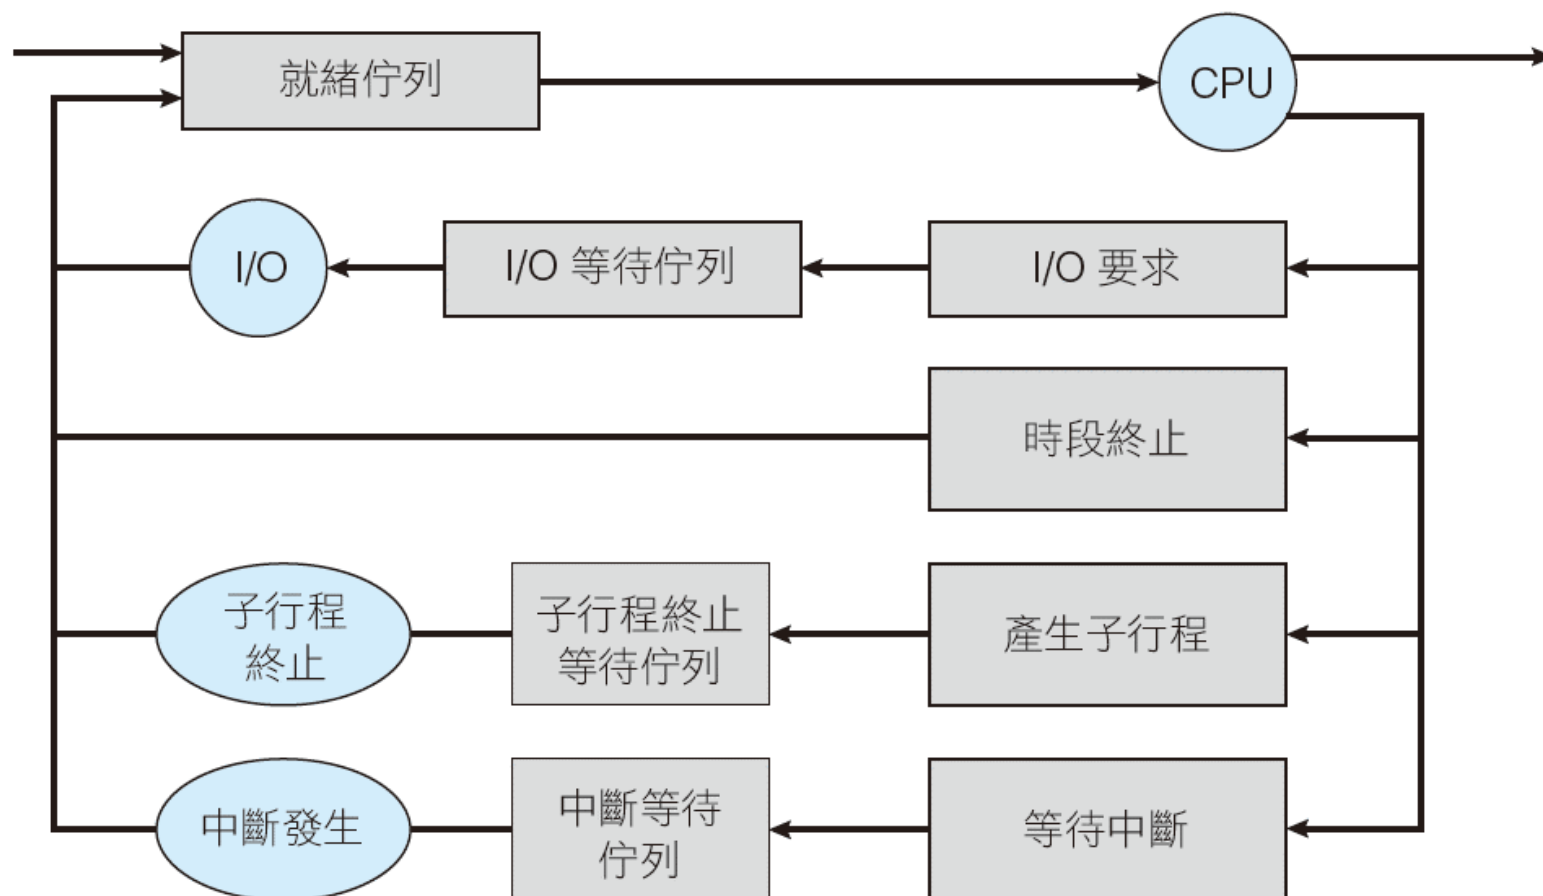 就緒佇列
CPU
I/O
I/O 等待佇列
I/O 要求
時段終止
子行程
終止
子行程終止
等待佇列
產生子行程
中斷發生
中斷等待
佇列
等待中斷